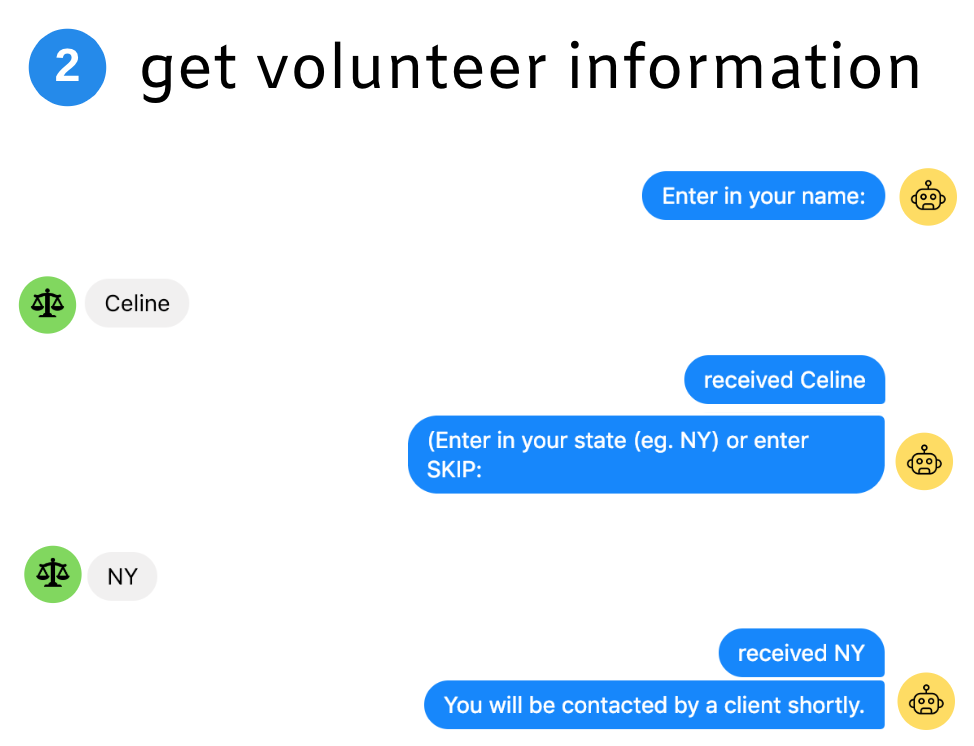 2 get volunteer information
Enter in your name:
Celine
received Celine
(Enter in your state (eg. NY) or enter
SKIP:
NY
received NY
You will be contacted by a client shortly.